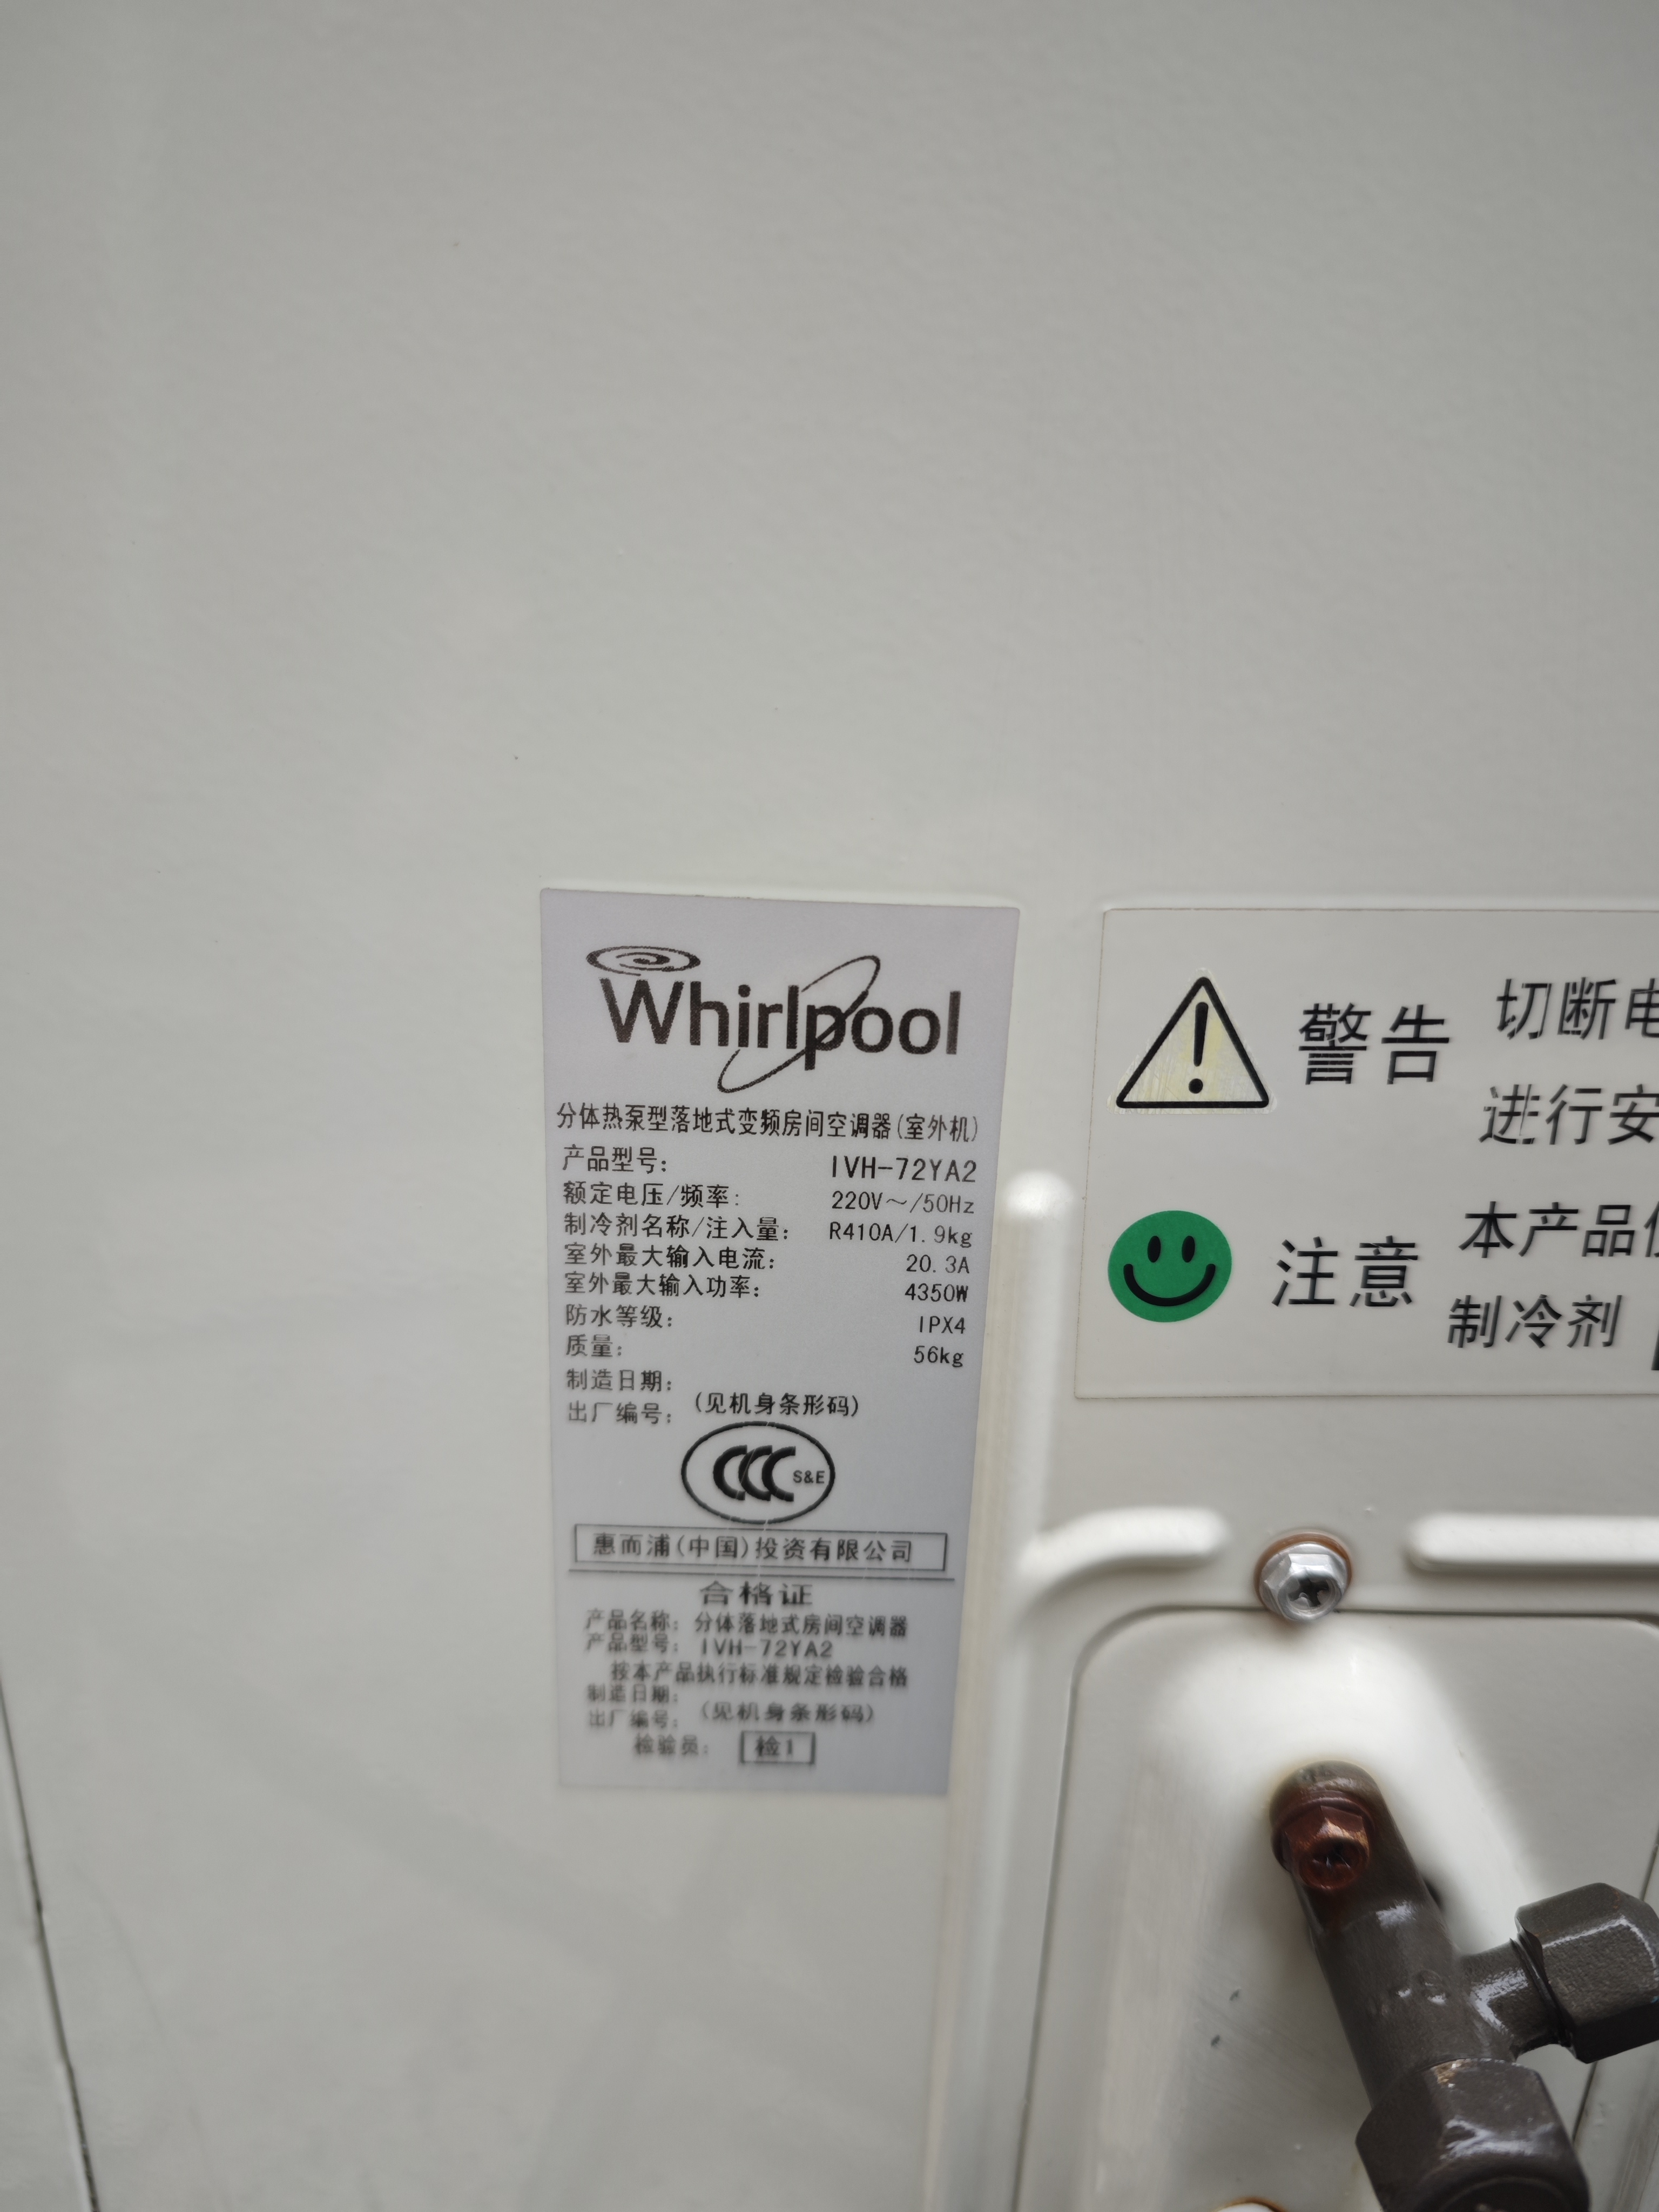 Whirlpool
分体热泵型落地式变频房间空调器(室外机)
产品型号: IVH-72YA2
额定电压/频率: 220V～/50Hz
制冷剂名称/注入量: R410A/1.9kg
室外最大输入电流: 20.3A
室外最大输入功率: 4350W
防水等级: IPX4
质量: 56kg
制造日期:
出厂编号: (见机身条形码)
CCC S&E
惠而浦(中国)投资有限公司
合格证
产品名称: 分体落地式房间空调器
产品型号: IVH-72YA2
按本产品执行标准规定检验合格
制造日期:
出厂编号: (见机身条形码)
检验员: 检1
警告 切断电
进行安
注意 本产品
制冷剂